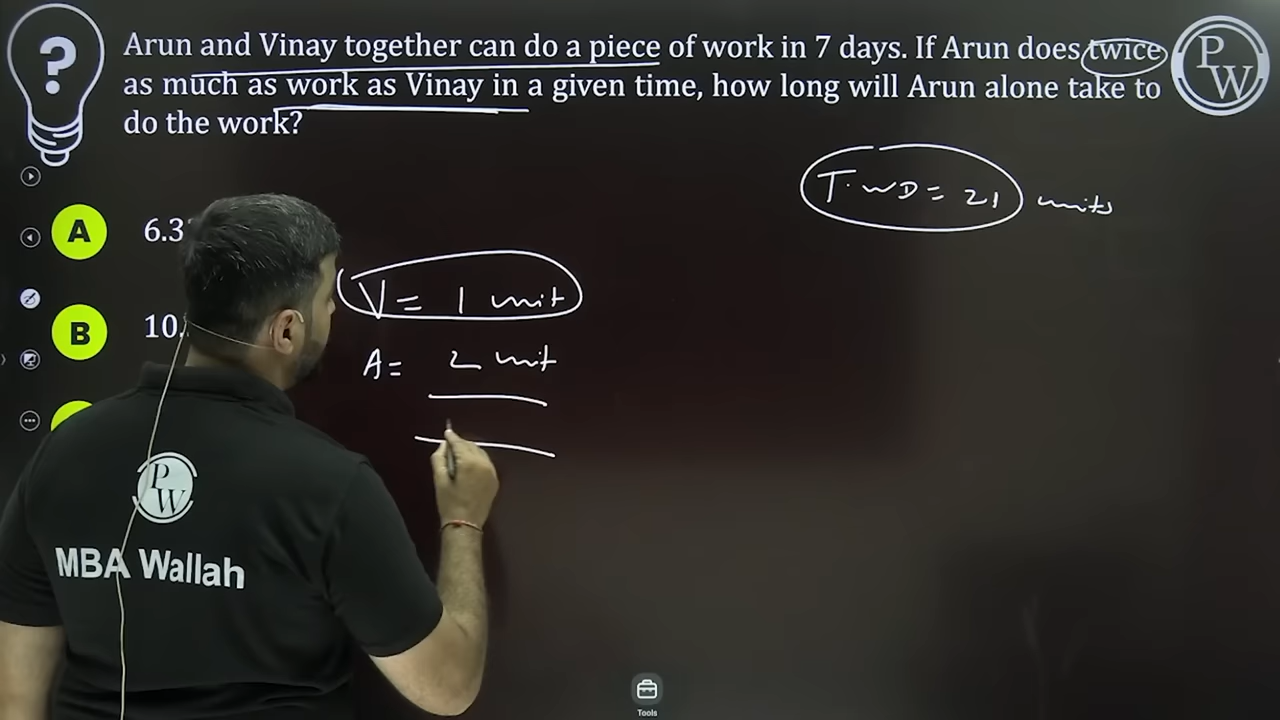 Arun and Vinay together can do a piece of work in 7 days. If Arun does twice
as much as work as Vinay in a given time, how long will Arun alone take to
do the work?
P
W
T.WD = 21 units
A
V = 1 unit
B
A = 2 unit
P
W
MBA Wallah
Tools